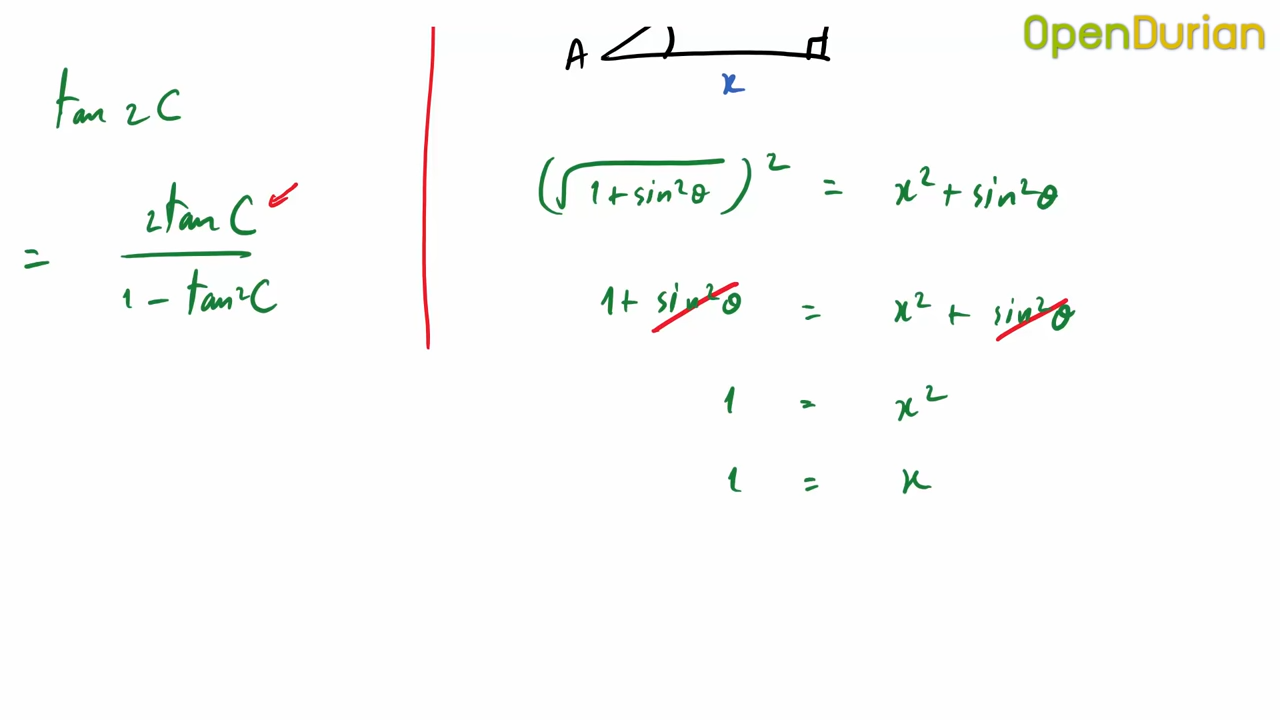 OpenDurian
A
x
tan 2C
= 2tan C / 1 - tan²C
(√1+sin²θ)² = x² + sin²θ
1 + sin²θ = x² + sin²θ
1 = x²
1 = x